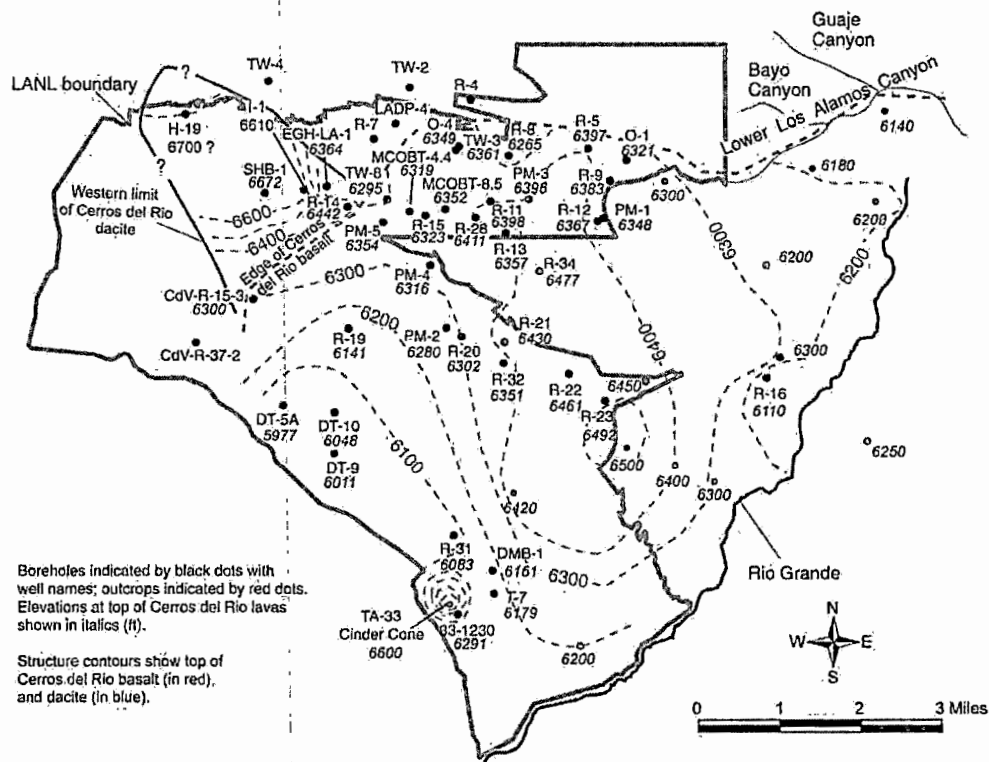 Guaje
Canyon
Bayo
Canyon
Lower Los Alamos Canyon
LANL boundary
?
TW-4
TW-2
R-4
H-19
6700 ?
?
6610
EGH-LA-1
6364
LADP-4
R-7
O-4
TW-3
6361
R-8
6265
R-5
6397
O-1
6321
6140
6180
SHB-1
6672
MCOBT-4.4
6319
TW-8
6295
MCOBT-8.5
6352
PM-3
6396
R-9
6383
6300
6200
Western limit
of Cerros del Rio
dacite
6600
6400
6442
PM-5
6354
R-15
6323
R-28
6411
R-11
6398
R-12
6367
PM-1
6348
Edge of Cerros
del Rio basalt
R-13
6357
R-34
6477
6300
6200
6200
6300
PM-4
6316
CdV-R-15-3
6300
CdV-R-37-2
6200
R-19
6141
PM-2
6280
R-20
6302
R-21
6430
R-32
6351
6400
R-22
6461
6450
R-23
6492
6300
R-16
6110
DT-5A
5977
DT-10
6048
DT-9
6011
6100
6500
6400
6300
6250
6420
R-31
6083
DMB-1
6161
T-7
6179
6300
Rio Grande
TA-33
Cinder Cone
6600
33-1230
6291
6200
Boreholes indicated by black dots with
well names; outcrops indicated by red dots.
Elevations at top of Cerros del Rio lavas
shown in italics (ft).
Structure contours show top of
Cerros del Rio basalt (in red),
and dacite (in blue).
N
W
E
S
0
1
2
3 Miles